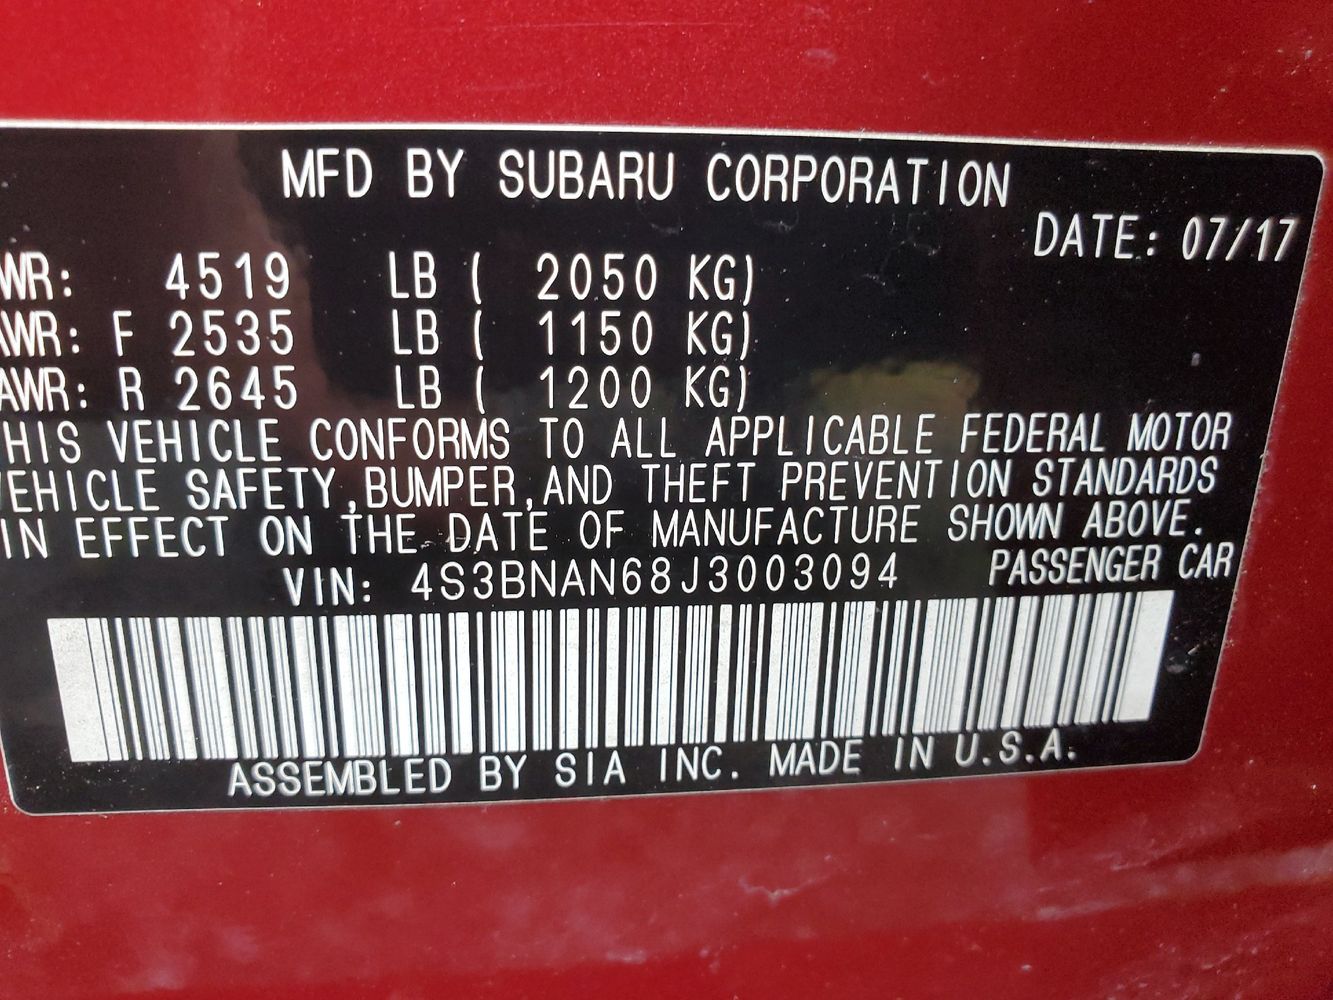 MFD BY SUBARU CORPORATION
DATE: 07/17
WR: 4519 LB ( 2050 KG)
AWR: F 2535 LB ( 1150 KG)
AWR: R 2645 LB ( 1200 KG)
HIS VEHICLE CONFORMS TO ALL APPLICABLE FEDERAL MOTOR
VEHICLE SAFETY,BUMPER,AND THEFT PREVENTION STANDARDS
IN EFFECT ON THE DATE OF MANUFACTURE SHOWN ABOVE.
VIN: 4S3BNAN68J3003094 PASSENGER CAR
ASSEMBLED BY SIA INC. MADE IN U.S.A.